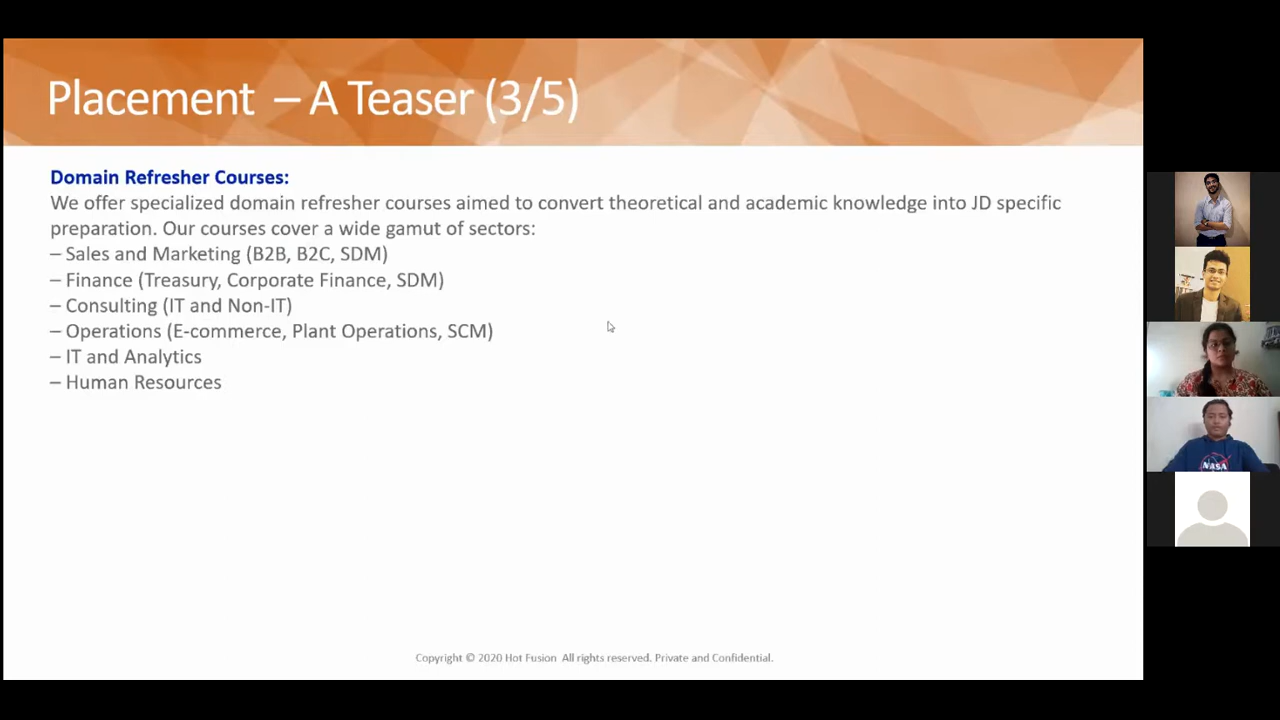 Placement – A Teaser (3/5)
Domain Refresher Courses:
We offer specialized domain refresher courses aimed to convert theoretical and academic knowledge into JD specific
preparation. Our courses cover a wide gamut of sectors:
– Sales and Marketing (B2B, B2C, SDM)
– Finance (Treasury, Corporate Finance, SDM)
– Consulting (IT and Non-IT)
– Operations (E-commerce, Plant Operations, SCM)
– IT and Analytics
– Human Resources
NASA
Copyright © 2020 Hot Fusion All rights reserved. Private and Confidential.